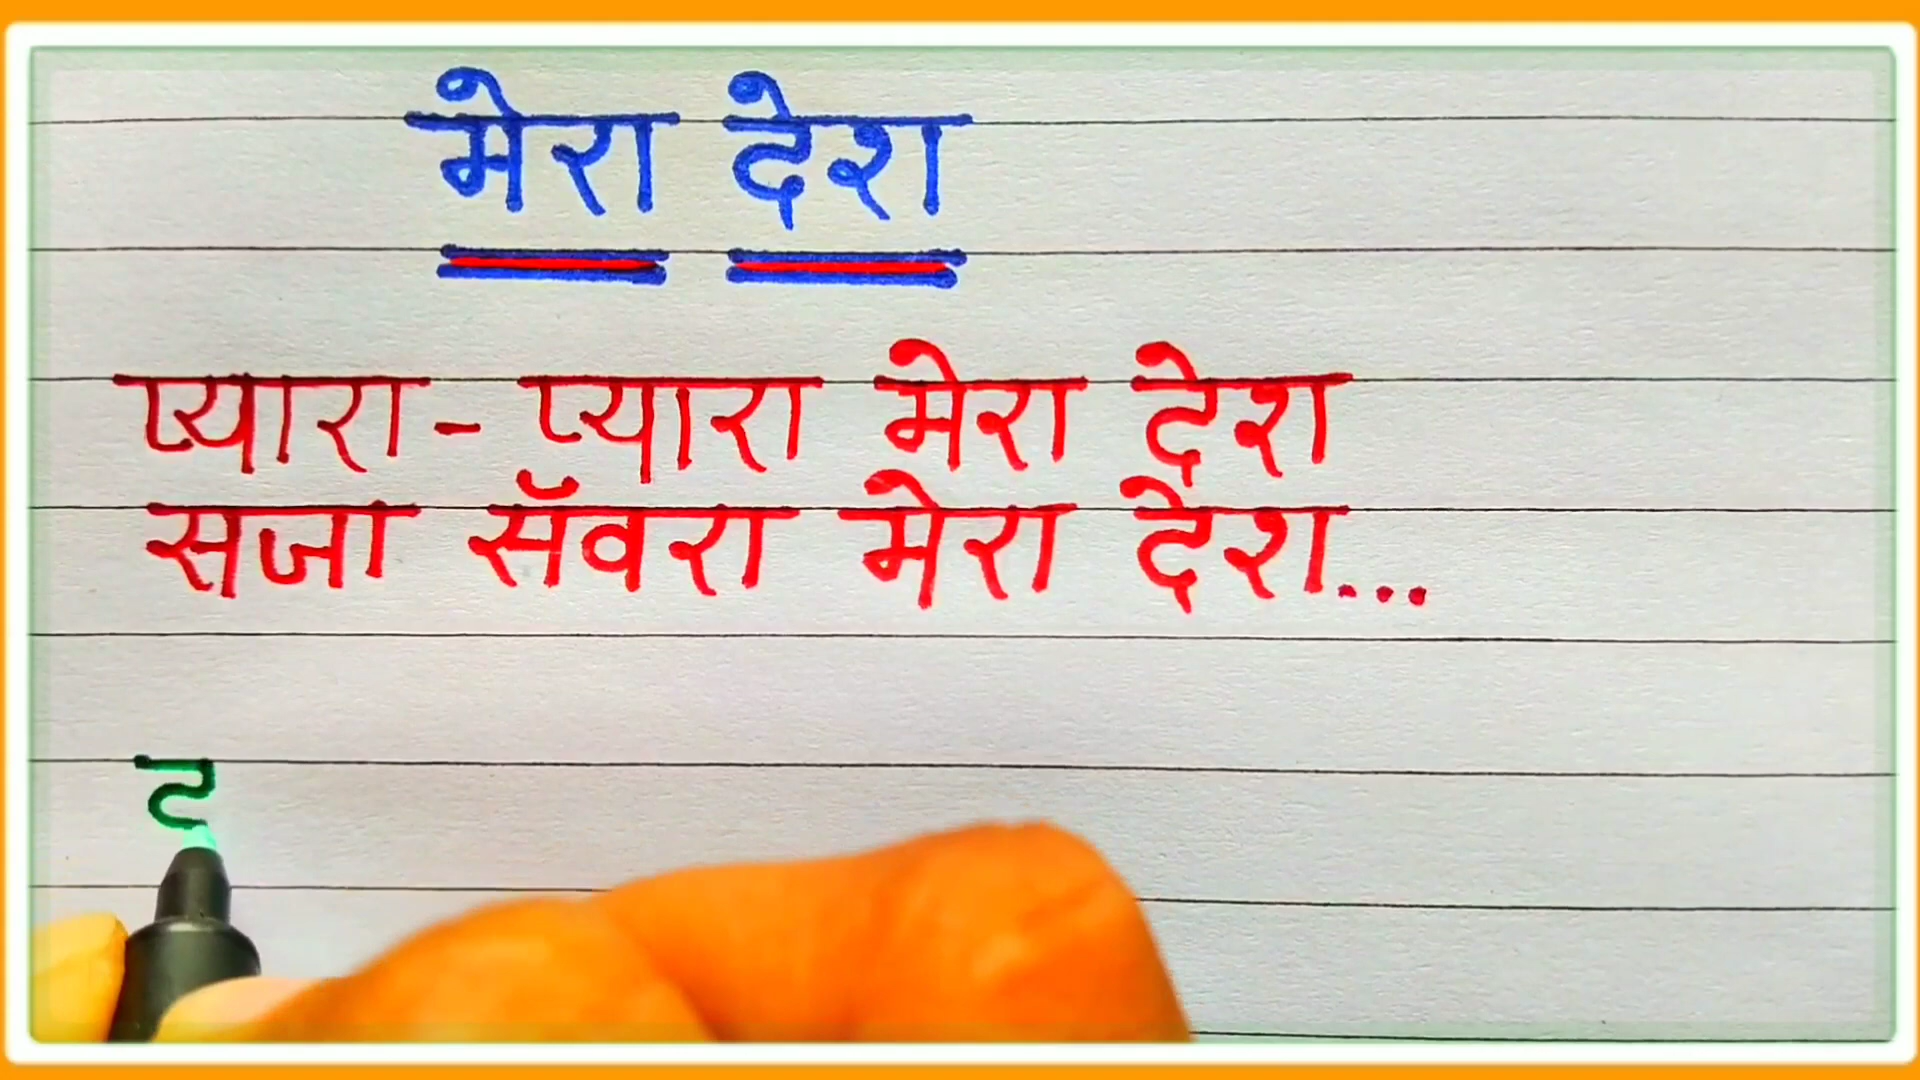 मेरा देश
प्यारा - प्यारा मेरा देश
सजा सॅवरा मेरा देश...